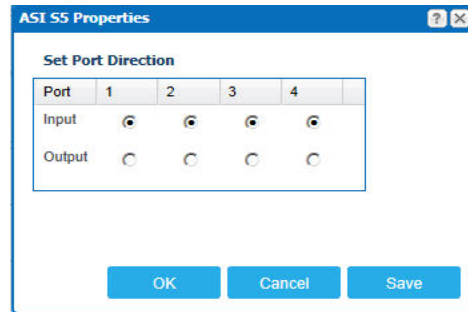 ASI S5 Properties
Set Port Direction
Port 1 2 3 4
Input
Output
OK Cancel Save